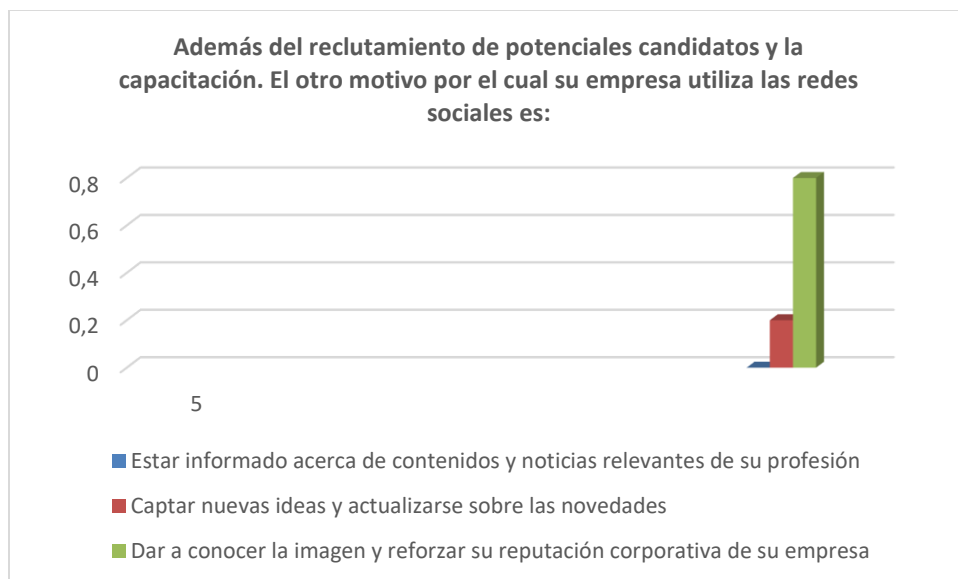 Además del reclutamiento de potenciales candidatos y la
capacitación. El otro motivo por el cual su empresa utiliza las redes
sociales es:
0,8
0,6
0,4
0,2
0
5
Estar informado acerca de contenidos y noticias relevantes de su profesión
Captar nuevas ideas y actualizarse sobre las novedades
Dar a conocer la imagen y reforzar su reputación corporativa de su empresa